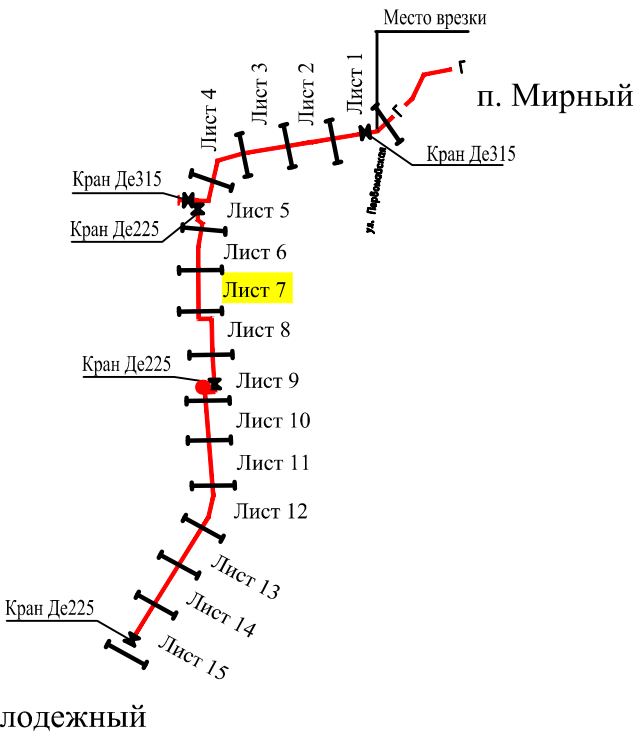 Место врезки
Г
п. Мирный
Г
Лист 1
Лист 2
Лист 3
Лист 4
Кран Де315
ул. Первомайская
Кран Де315
Лист 5
Кран Де225
Лист 6
Лист 7
Лист 8
Кран Де225
Лист 9
Лист 10
Лист 11
Лист 12
Лист 13
Кран Де225
Лист 14
Лист 15
лодежный